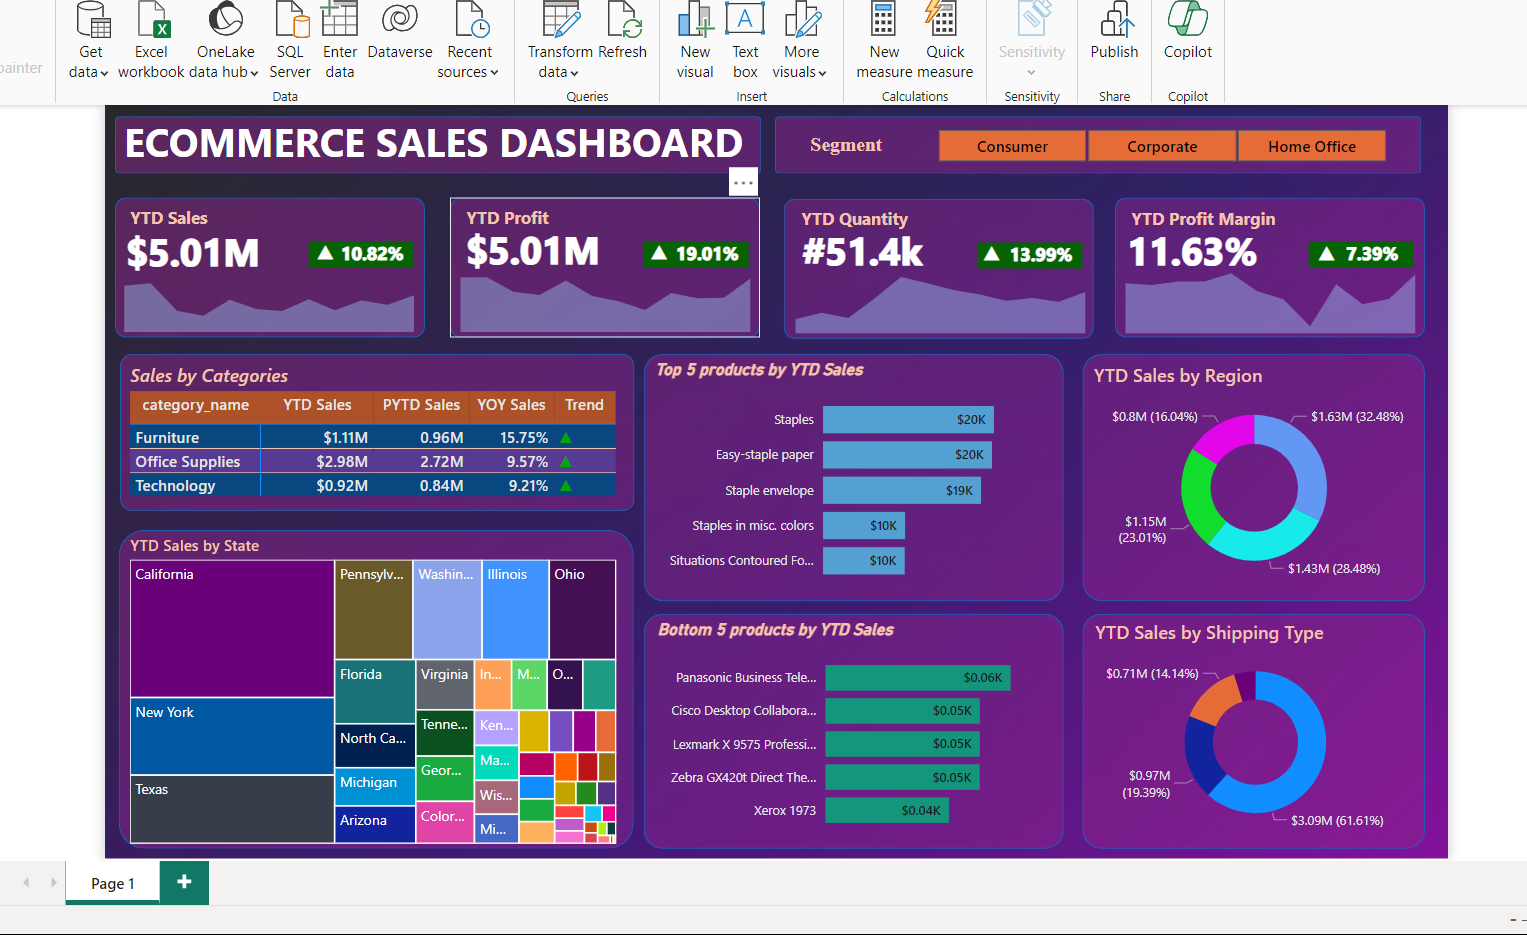 painter
Get data
Excel workbook
OneLake data hub
SQL Server
Enter data
Dataverse
Recent sources
Transform data
Refresh
New visual
Text box
More visuals
New measure
Quick measure
Sensitivity
Publish
Copilot
Data
Queries
Insert
Calculations
Sensitivity
Share
Copilot
ECOMMERCE SALES DASHBOARD
Segment
Consumer
Corporate
Home Office
YTD Sales
$5.01M
▲ 10.82%
YTD Profit
$5.01M
▲ 19.01%
YTD Quantity
#51.4k
▲ 13.99%
YTD Profit Margin
11.63%
▲ 7.39%
Sales by Categories
category_name YTD Sales PYTD Sales YOY Sales Trend
Furniture $1.11M 0.96M 15.75% ▲
Office Supplies $2.98M 2.72M 9.57% ▲
Technology $0.92M 0.84M 9.21% ▲
Top 5 products by YTD Sales
Staples $20K
Easy-staple paper $20K
Staple envelope $19K
Staples in misc. colors $10K
Situations Contoured Fo... $10K
YTD Sales by Region
$0.8M (16.04%)
$1.63M (32.48%)
$1.15M
(23.01%)
$1.43M (28.48%)
YTD Sales by State
California
New York
Texas
Pennsylv...
Washin...
Illinois
Ohio
Florida
North Ca...
Michigan
Arizona
Virginia
Tenne...
Geor...
Color...
In...
M...
O...
Ken...
Ma...
Wis...
Mi...
Bottom 5 products by YTD Sales
Panasonic Business Tele... $0.06K
Cisco Desktop Collabora... $0.05K
Lexmark X 9575 Professi... $0.05K
Zebra GX420t Direct The... $0.05K
Xerox 1973 $0.04K
YTD Sales by Shipping Type
$0.71M (14.14%)
$0.97M
(19.39%)
$3.09M (61.61%)
Page 1